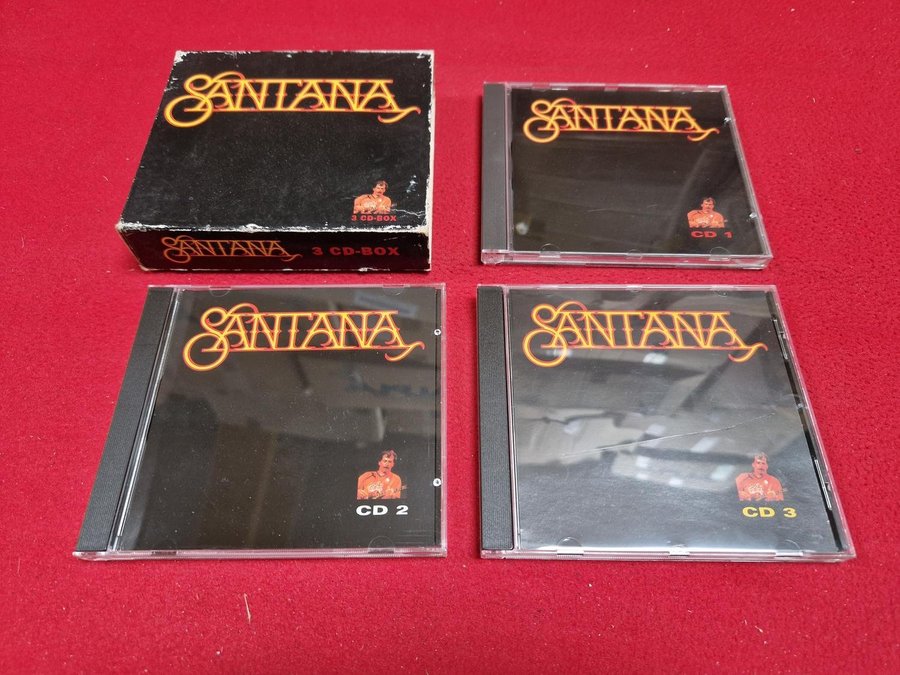 SANTANA
3 CD-BOX
SANTANA 3 CD-BOX
SANTANA
CD 1
SANTANA
CD 2
SANTANA
CD 3